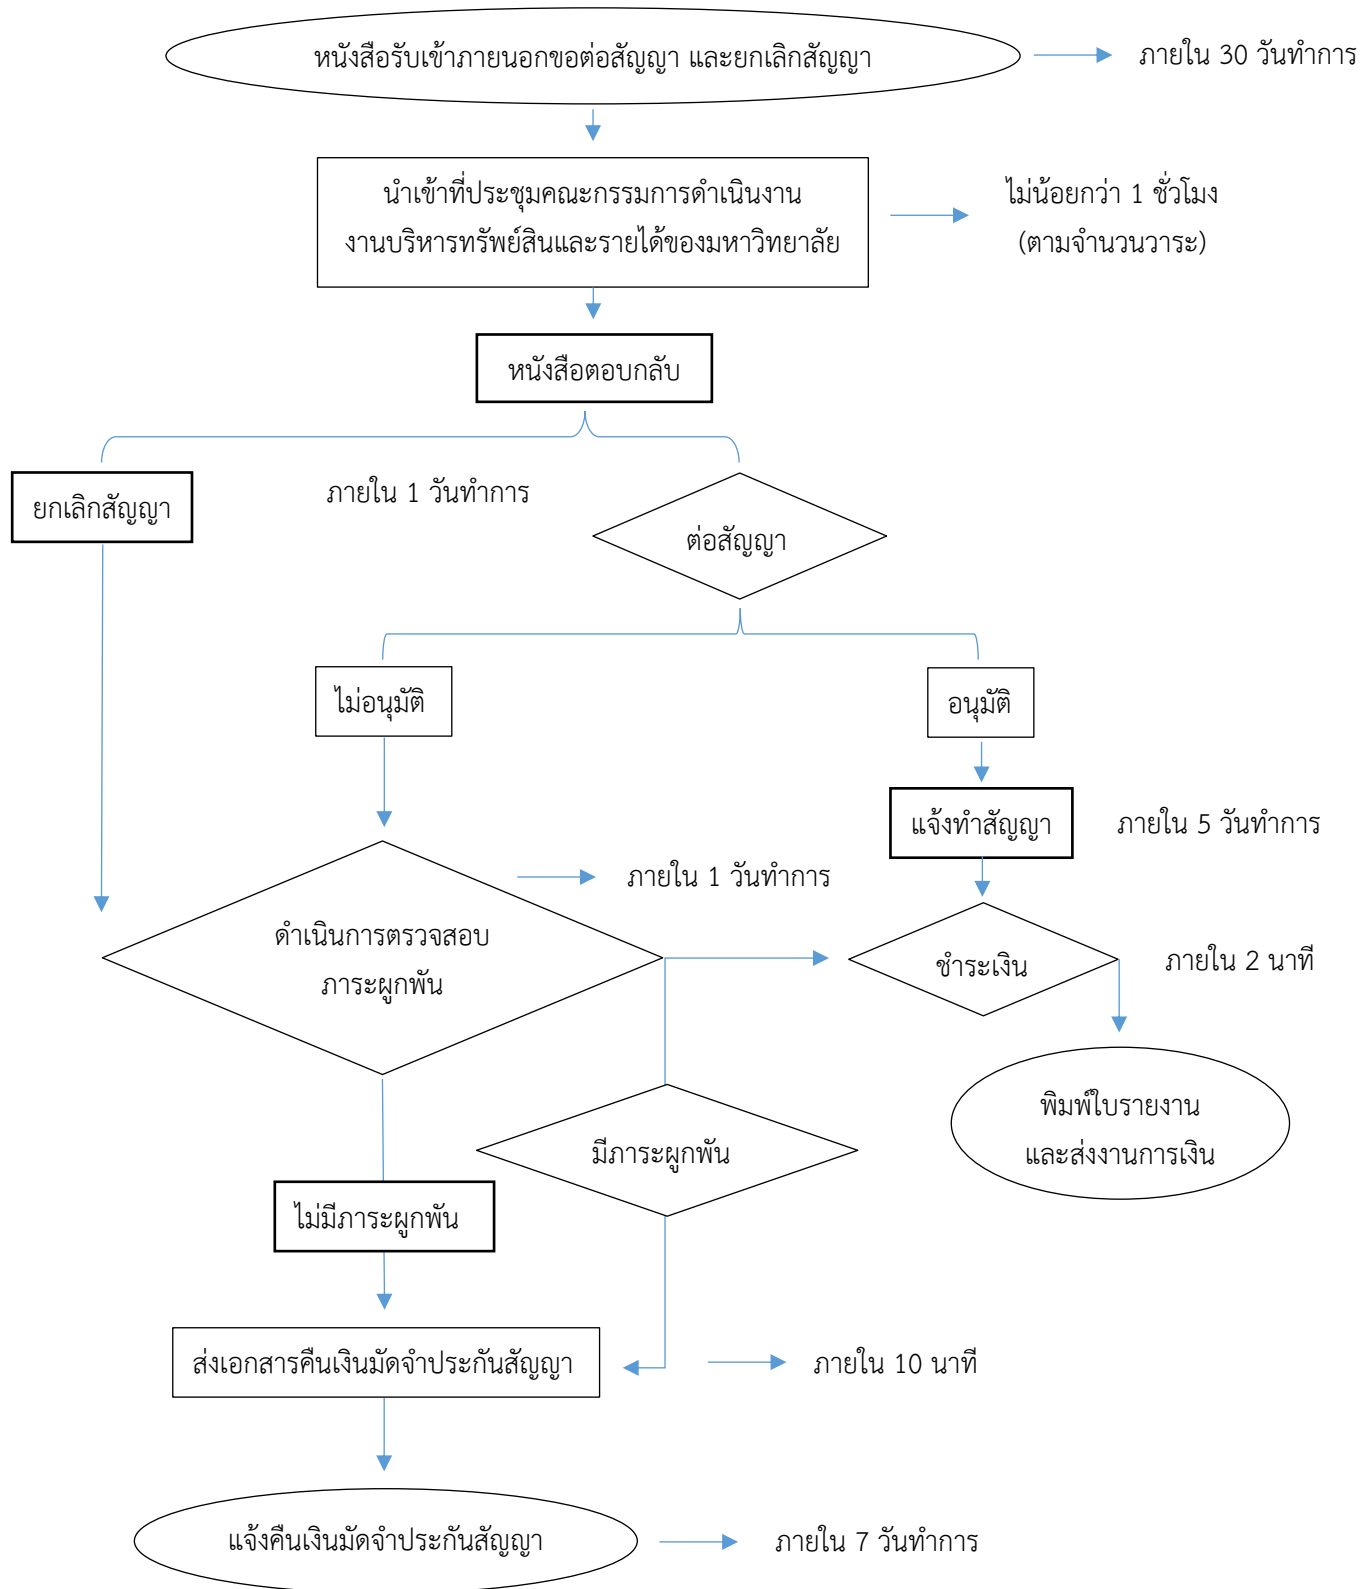 หนังสือรับเข้าภายนอกขอต่อสัญญา และยกเลิกสัญญา
ภายใน 30 วันทำการ
นำเข้าที่ประชุมคณะกรรมการดำเนินงาน
งานบริหารทรัพย์สินและรายได้ของมหาวิทยาลัย
ไม่น้อยกว่า 1 ชั่วโมง
(ตามจำนวนวาระ)
หนังสือตอบกลับ
ยกเลิกสัญญา
ภายใน 1 วันทำการ
ต่อสัญญา
ไม่อนุมัติ
อนุมัติ
แจ้งทำสัญญา
ภายใน 5 วันทำการ
ภายใน 1 วันทำการ
ดำเนินการตรวจสอบ
ภาระผูกพัน
ชำระเงิน
ภายใน 2 นาที
พิมพ์ใบรายงาน
และส่งงานการเงิน
มีภาระผูกพัน
ไม่มีภาระผูกพัน
ส่งเอกสารคืนเงินมัดจำประกันสัญญา
ภายใน 10 นาที
แจ้งคืนเงินมัดจำประกันสัญญา
ภายใน 7 วันทำการ